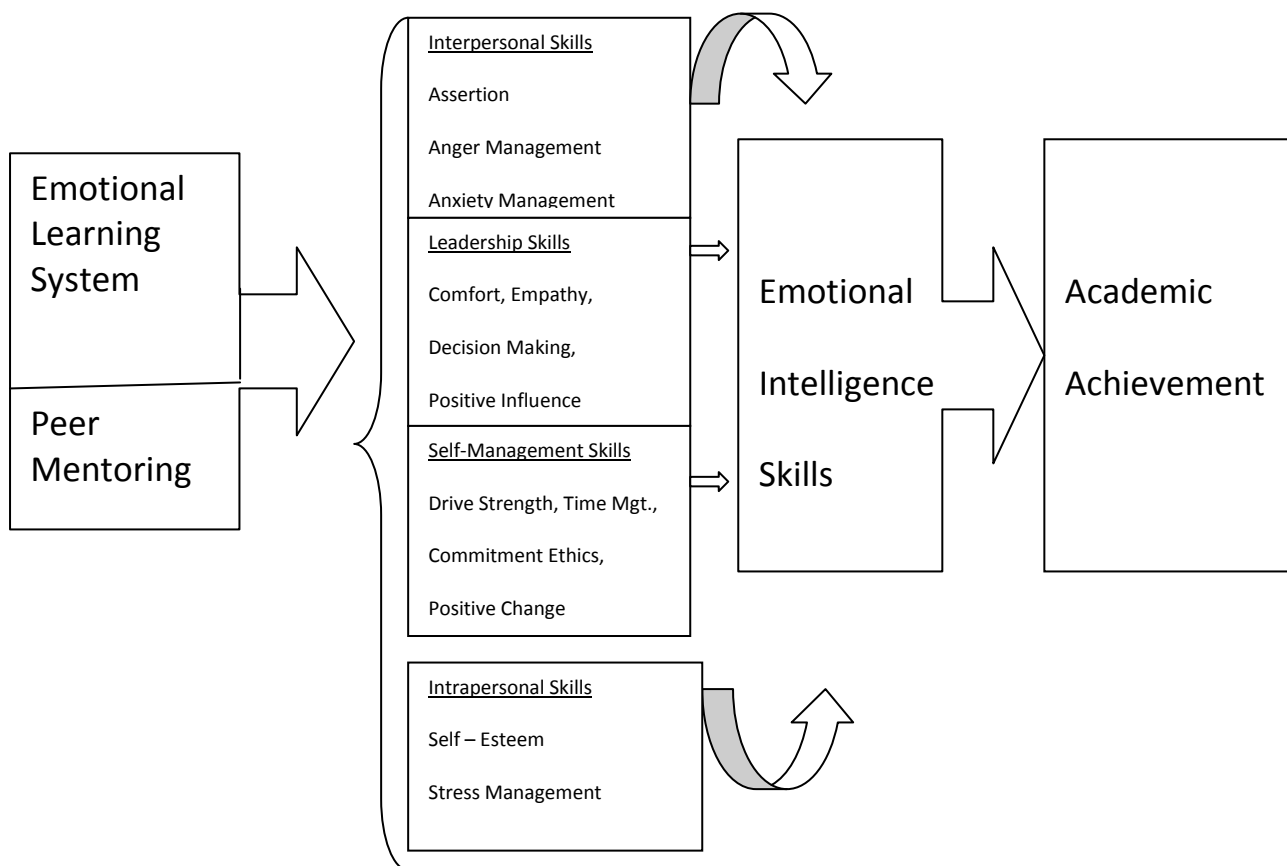 Emotional
Learning
System
Peer
Mentoring
Interpersonal Skills
Assertion
Anger Management
Anxiety Management
Leadership Skills
Comfort, Empathy,
Decision Making,
Positive Influence
Self-Management Skills
Drive Strength, Time Mgt.,
Commitment Ethics,
Positive Change
Intrapersonal Skills
Self – Esteem
Stress Management
Emotional
Intelligence
Skills
Academic
Achievement